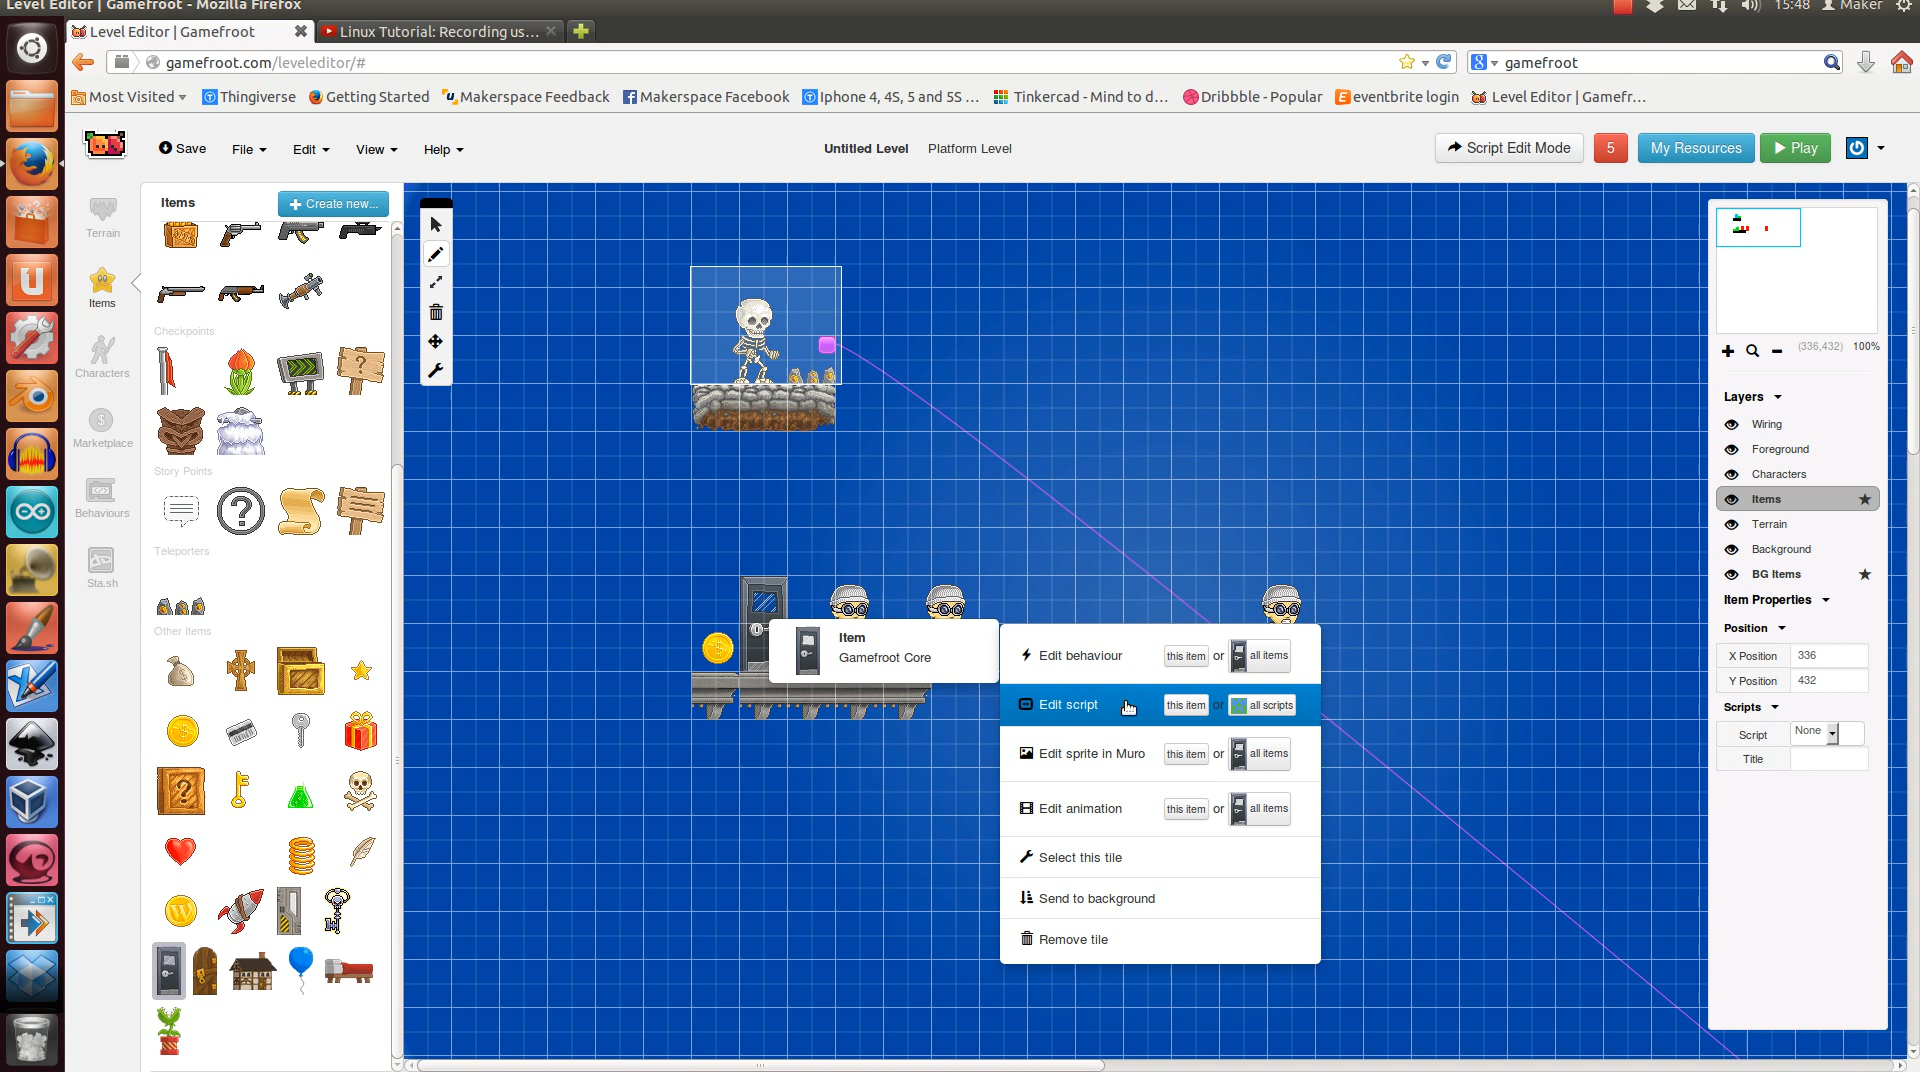 Level Editor | Gamefroot - Mozilla Firefox
15:48 Maker
Level Editor | Gamefroot
Linux Tutorial: Recording us...
gamefroot.com/leveleditor/#
gamefroot
Most Visited
Thingiverse
Getting Started
Makerspace Feedback
Makerspace Facebook
Iphone 4, 4S, 5 and 5S ...
Tinkercad - Mind to d...
Dribbble - Popular
eventbrite login
Level Editor | Gamefr...
Save
File
Edit
View
Help
Untitled Level
Platform Level
Script Edit Mode
5
My Resources
Play
Terrain
Items
Characters
Marketplace
Behaviours
Sta.sh
Items
Create new...
Checkpoints
Story Points
Teleporters
Other Items
Item
Gamefroot Core
Edit behaviour this item or all items
Edit script this item or all scripts
Edit sprite in Muro this item or all items
Edit animation this item or all items
Select this tile
Send to background
Remove tile
(336,432) 100%
Layers
Wiring
Foreground
Characters
Items
Terrain
Background
BG Items
Item Properties
Position
X Position 336
Y Position 432
Scripts
Script None
Title